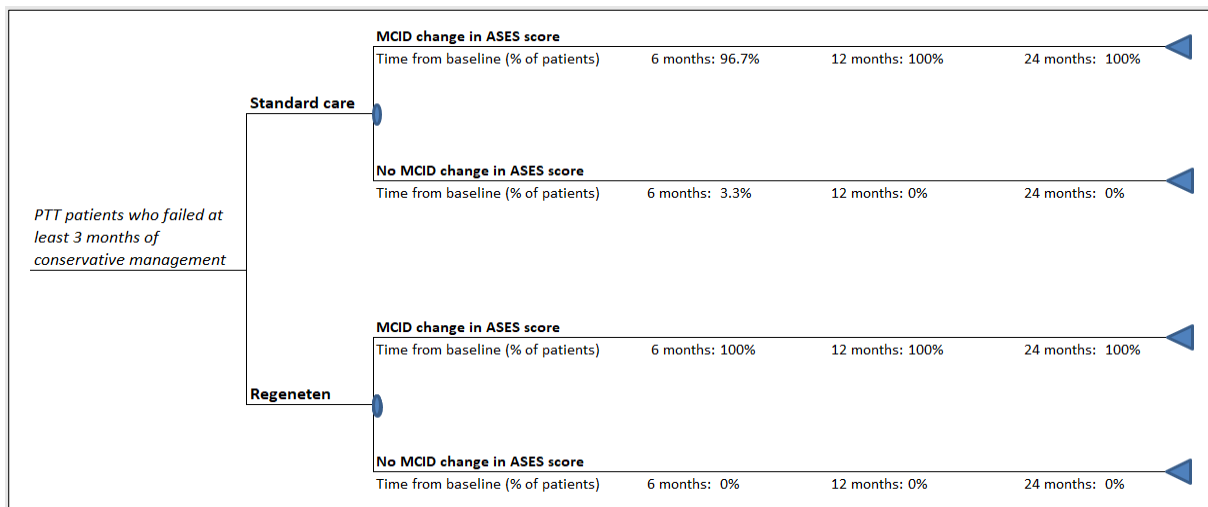 MCID change in ASES score
Time from baseline (% of patients) 6 months: 96.7% 12 months: 100% 24 months: 100%
Standard care
No MCID change in ASES score
Time from baseline (% of patients) 6 months: 3.3% 12 months: 0% 24 months: 0%
PTT patients who failed at
least 3 months of
conservative management
MCID change in ASES score
Time from baseline (% of patients) 6 months: 100% 12 months: 100% 24 months: 100%
Regeneten
No MCID change in ASES score
Time from baseline (% of patients) 6 months: 0% 12 months: 0% 24 months: 0%